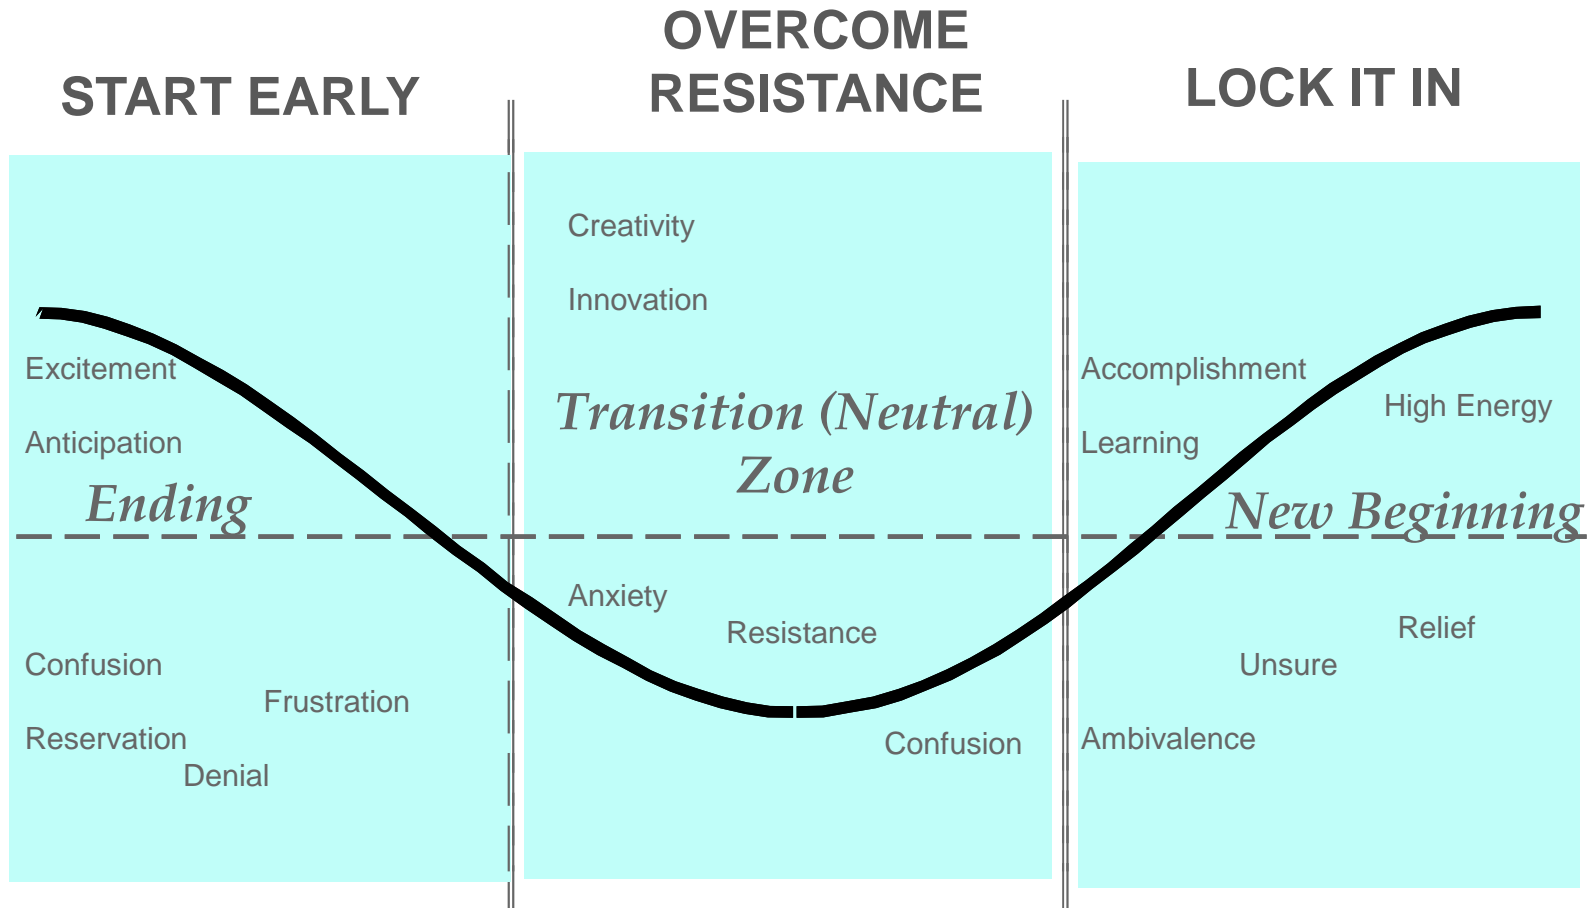 START EARLY
OVERCOME
RESISTANCE
LOCK IT IN
Excitement
Anticipation
Ending
Confusion
Frustration
Reservation
Denial
Creativity
Innovation
Transition (Neutral)
Zone
Anxiety
Resistance
Confusion
Accomplishment
High Energy
Learning
New Beginning
Relief
Unsure
Ambivalence